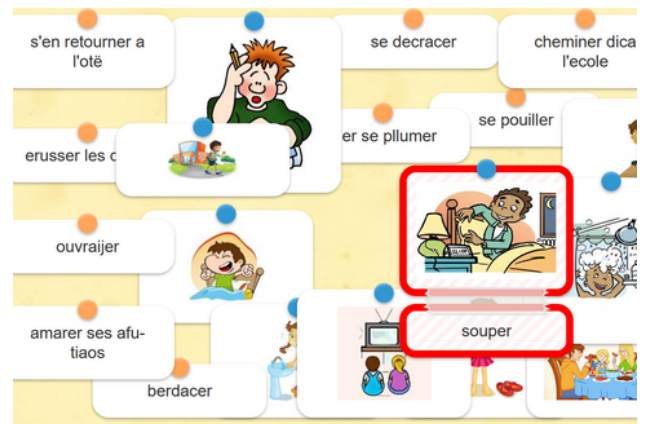 s'en retourner a
l'otë
se decracer
cheminer dica
l'ecole
se pouiller
er se pllumer
erusser les d
ouvraijer
amarer ses afu-
tiaos
souper
berdacer